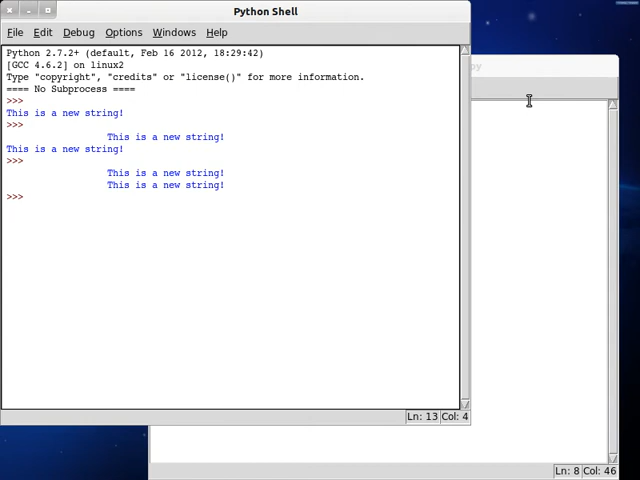 Python Shell
File Edit Debug Options Windows Help
Python 2.7.2+ (default, Feb 16 2012, 18:29:42)
[GCC 4.6.2] on linux2
Type "copyright", "credits" or "license()" for more information.
==== No Subprocess ====
>>>
This is a new string!
>>>
This is a new string!
This is a new string!
>>>
This is a new string!
This is a new string!
>>>
Ln: 13 Col: 4
py
Ln: 8 Col: 46